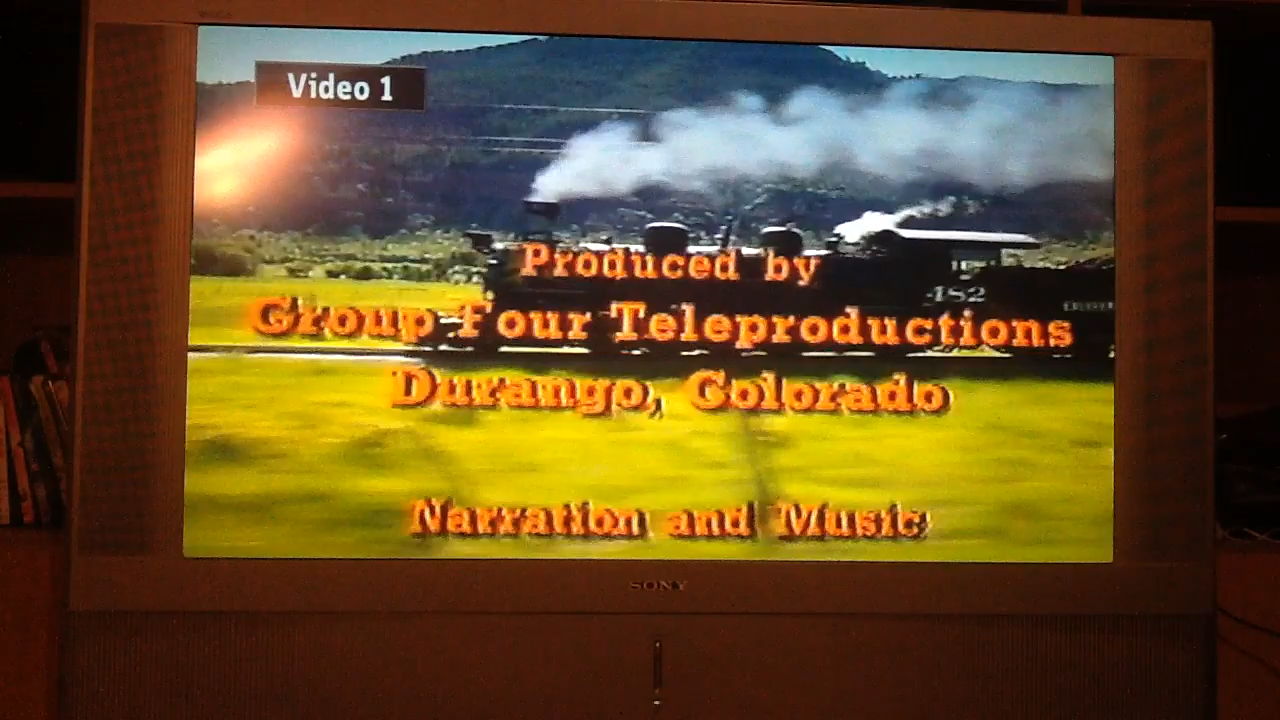 Video 1
Produced by
482
Group Four Teleproductions
Durango, Colorado
Narration and Music
SONY